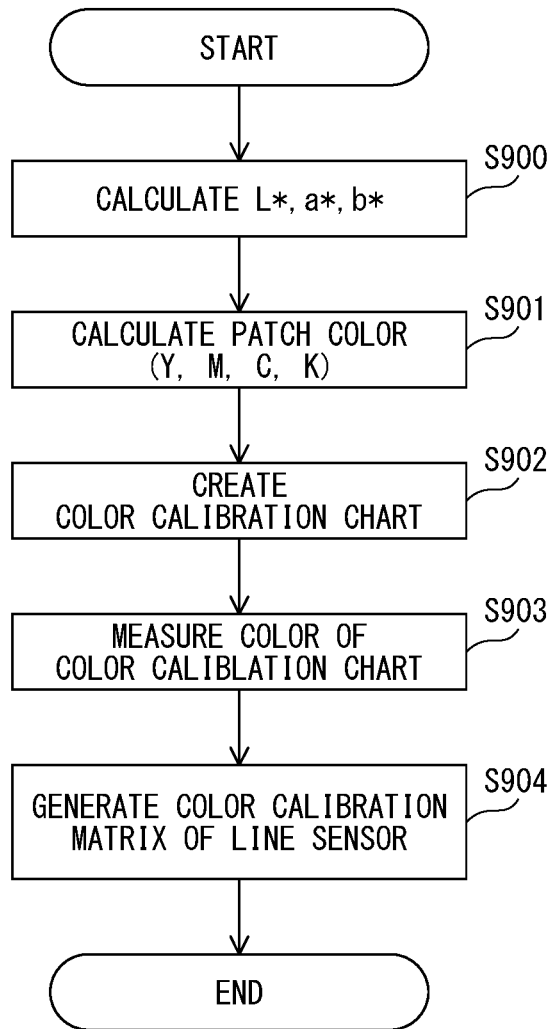 START
S900
CALCULATE L*, a*, b*
S901
CALCULATE PATCH COLOR
(Y, M, C, K)
S902
CREATE
COLOR CALIBRATION CHART
S903
MEASURE COLOR OF
COLOR CALIBLATION CHART
S904
GENERATE COLOR CALIBRATION
MATRIX OF LINE SENSOR
END